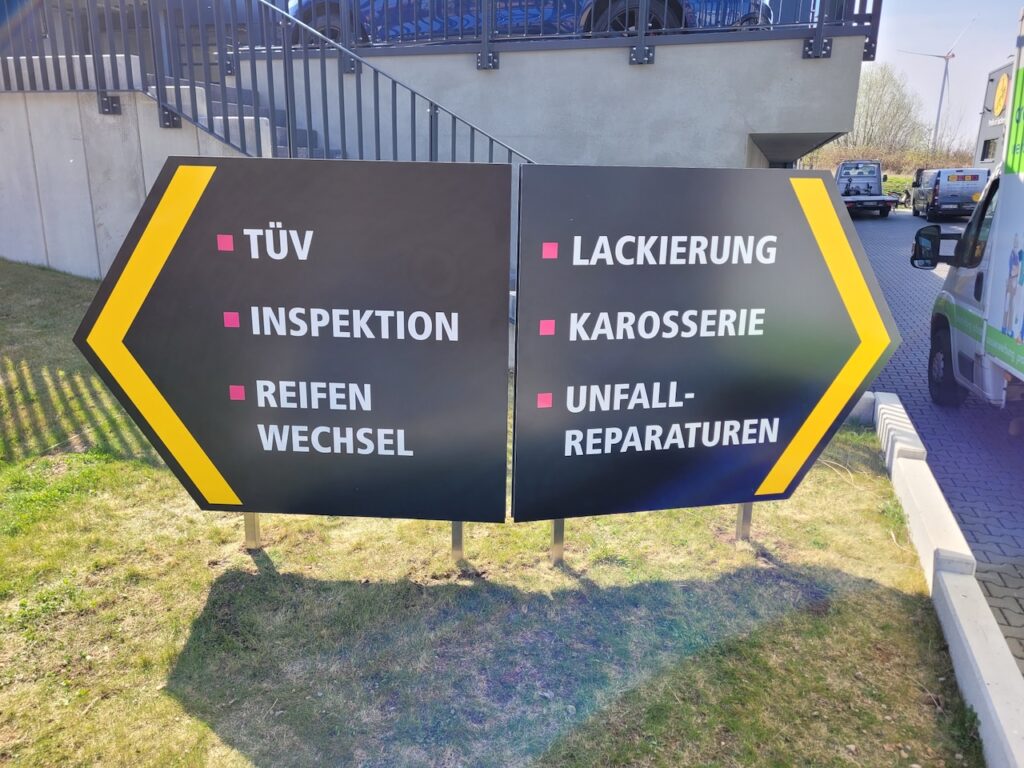 TÜV
INSPEKTION
REIFEN
WECHSEL
LACKIERUNG
KAROSSERIE
UNFALL-
REPARATUREN